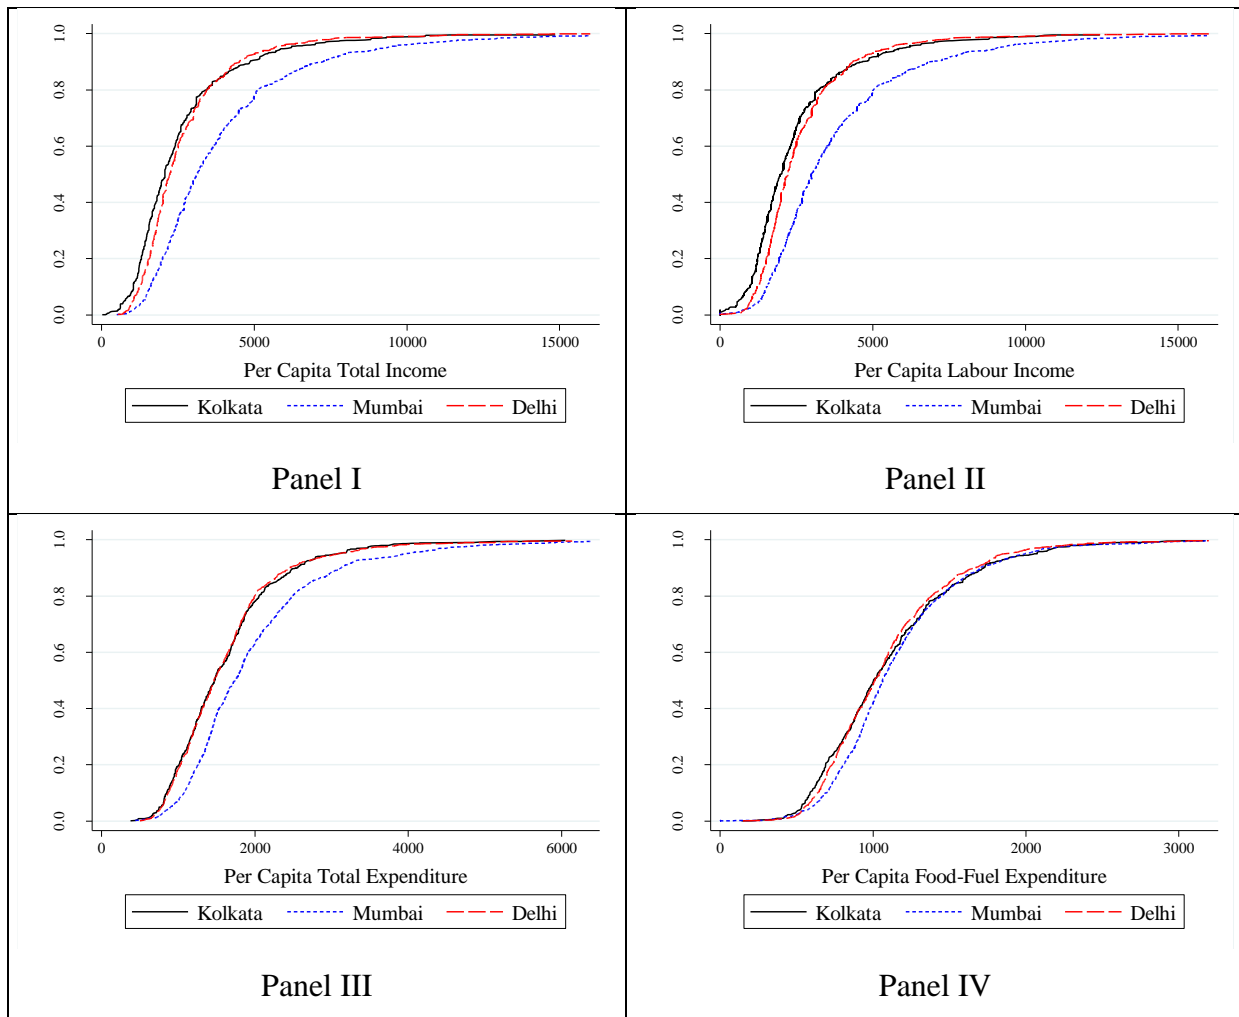 1.0
0.8
0.6
0.4
0.2
0.0
0 5000 10000 15000
Per Capita Total Income
Kolkata Mumbai Delhi
Panel I
1.0
0.8
0.6
0.4
0.2
0.0
0 5000 10000 15000
Per Capita Labour Income
Kolkata Mumbai Delhi
Panel II
1.0
0.8
0.6
0.4
0.2
0.0
0 2000 4000 6000
Per Capita Total Expenditure
Kolkata Mumbai Delhi
Panel III
1.0
0.8
0.6
0.4
0.2
0.0
0 1000 2000 3000
Per Capita Food-Fuel Expenditure
Kolkata Mumbai Delhi
Panel IV